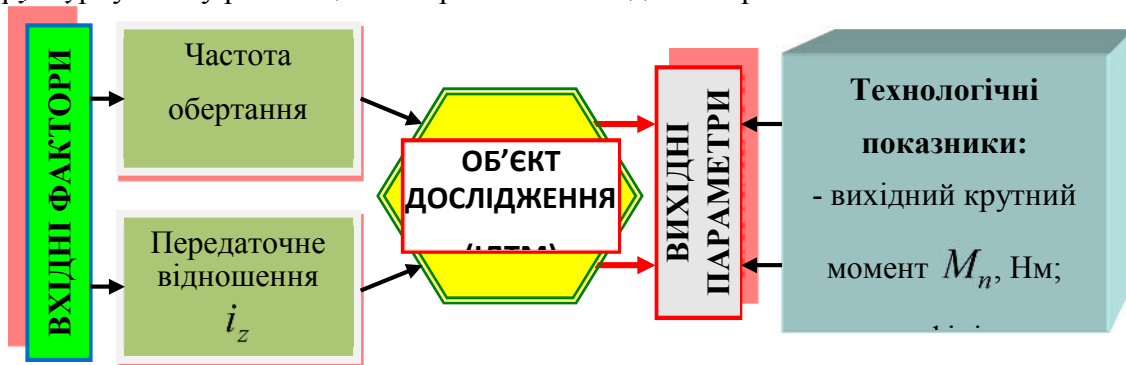 ВХІДНІ ФАКТОРИ
Частота
обертання
Передаточне
відношення
i_z
ОБ’ЄКТ
ДОСЛІДЖЕННЯ
ВИХІДНІ
ПАРАМЕТРИ
Технологічні
показники:
- вихідний крутний
момент M_n, Нм;